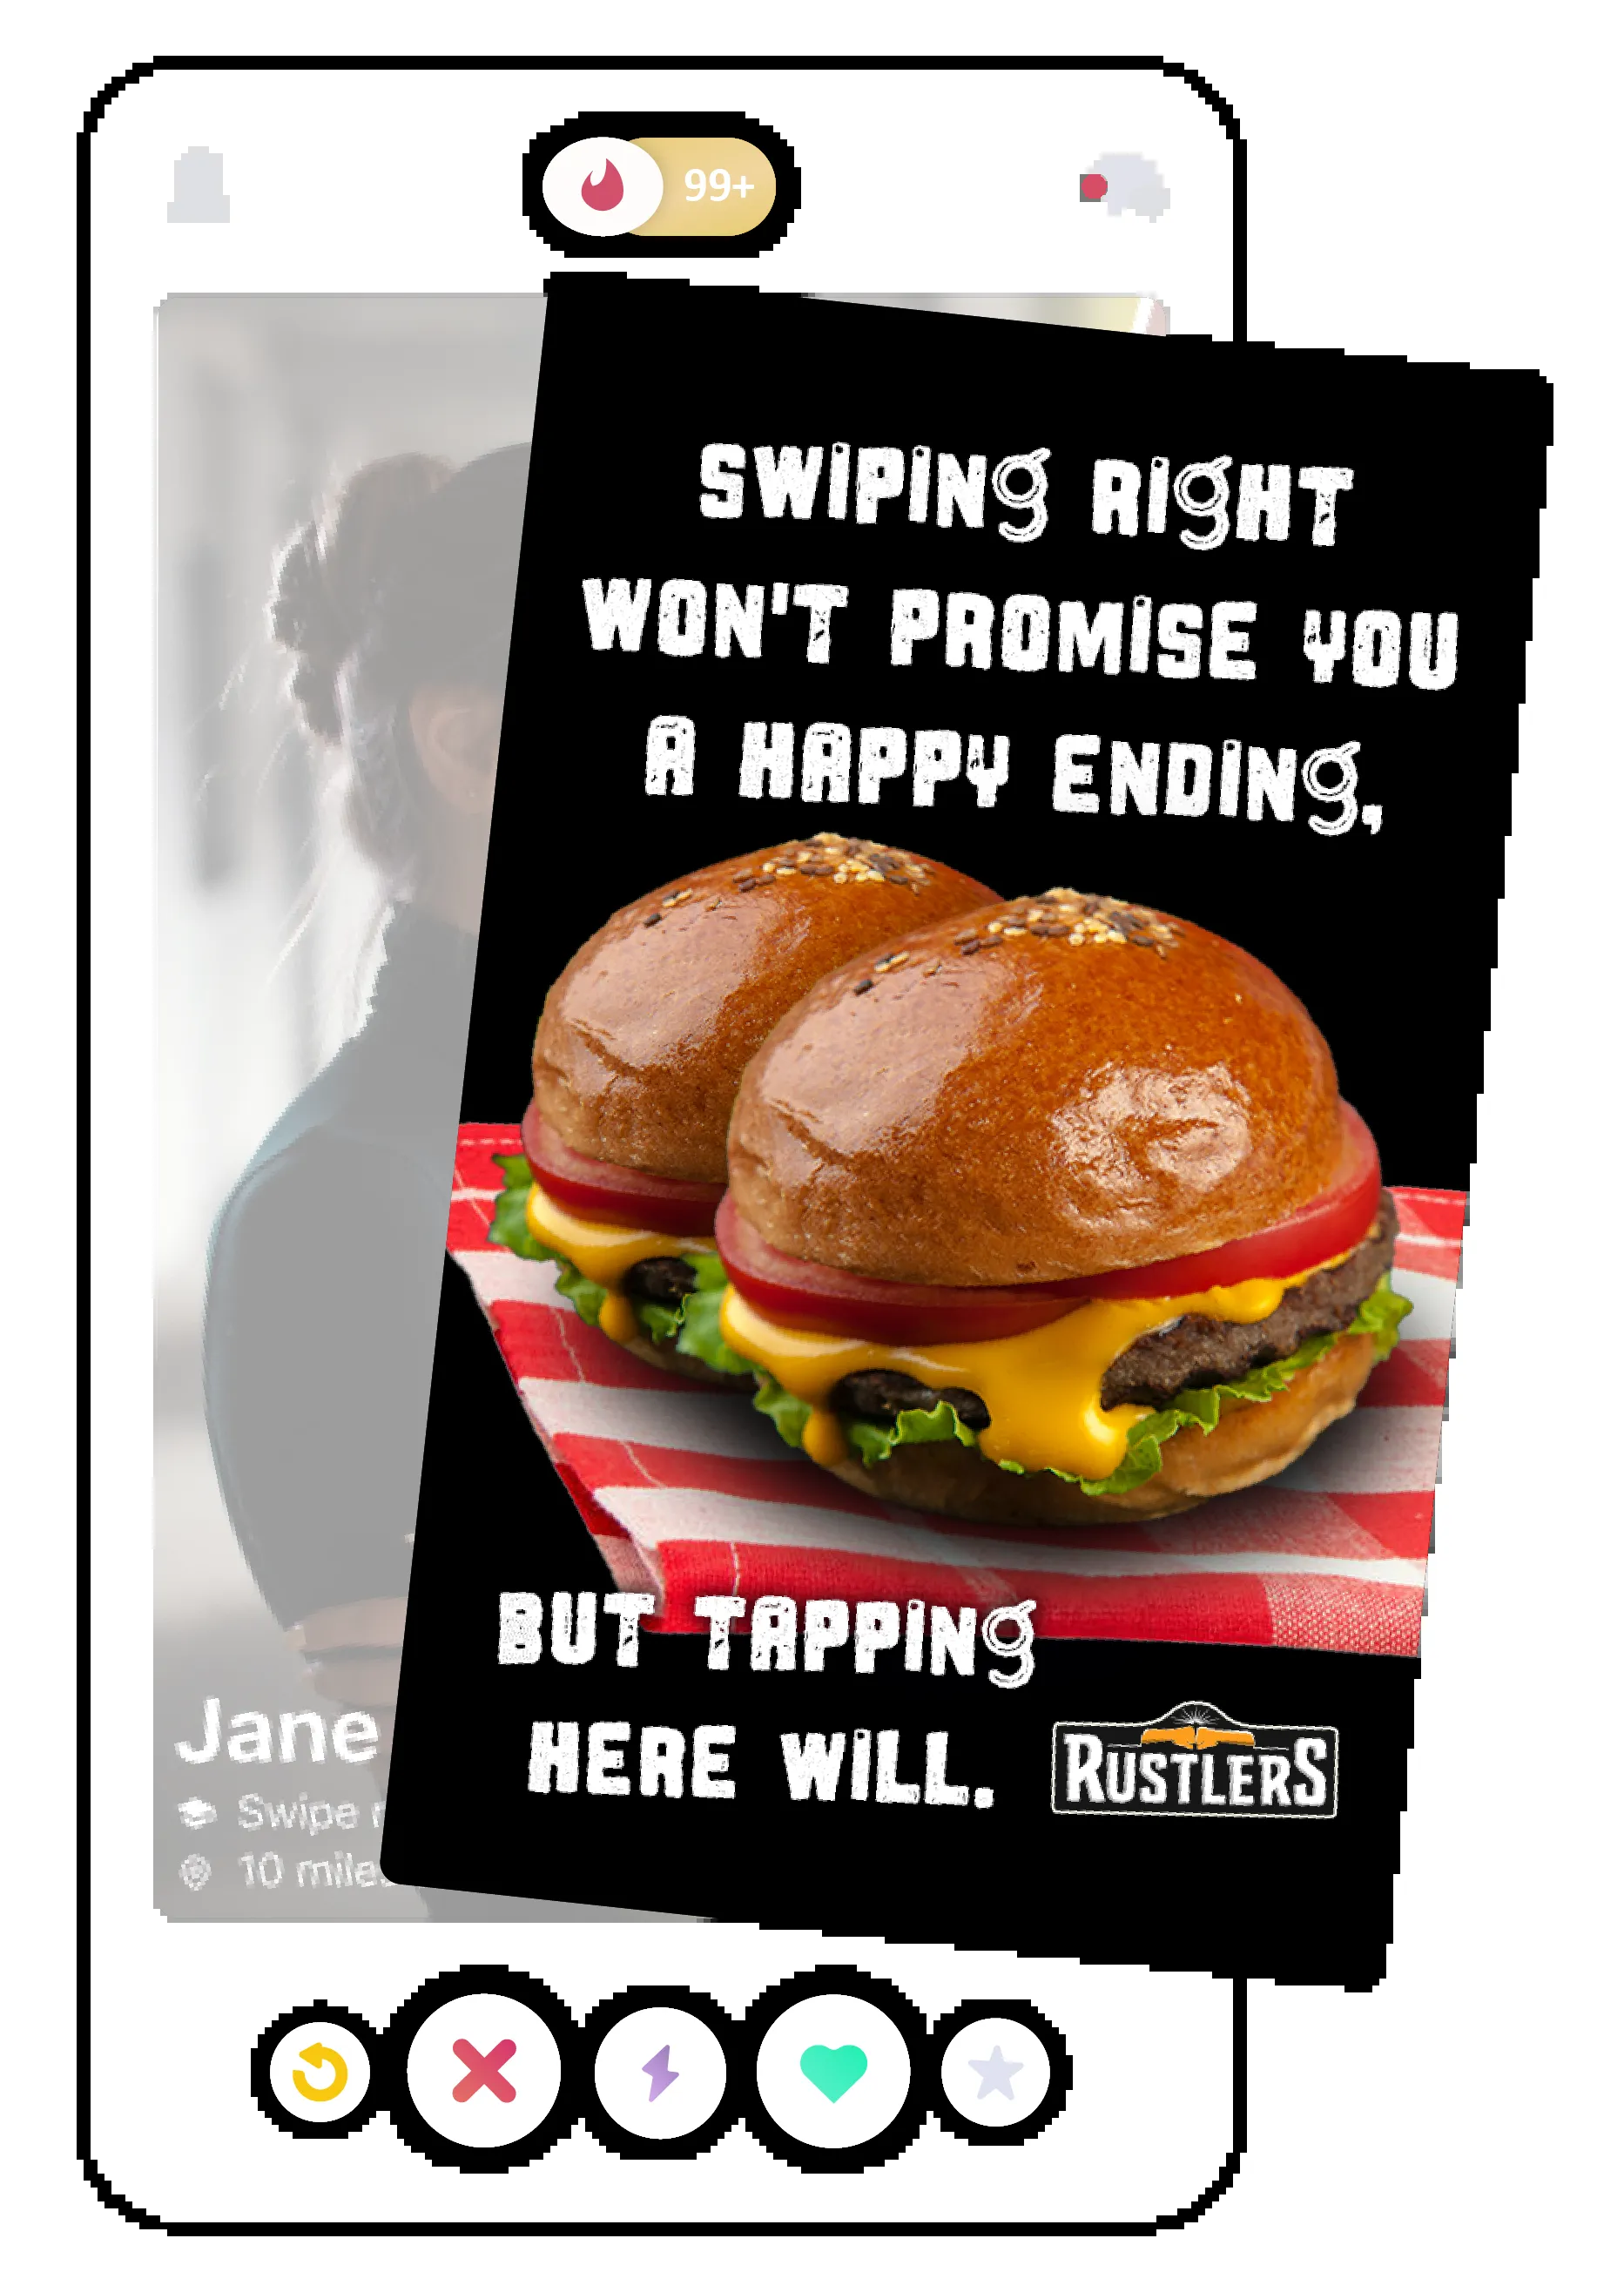 99+
SWIPING RIGHT
WON'T PROMISE YOU
A HAPPY ENDING,
BUT TAPPING
HERE WILL.
RUSTLERS
Jane
Swipe
10 miles